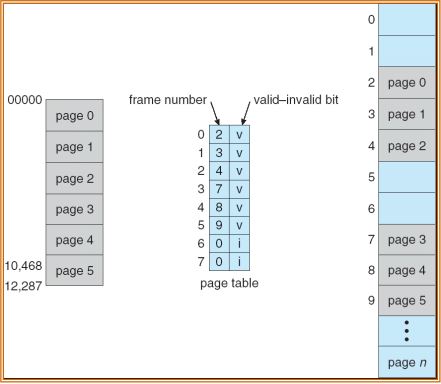 00000
page 0
page 1
page 2
page 3
page 4
page 5
10,468
12,287
frame number
valid–invalid bit
0 2 v
1 3 v
2 4 v
3 7 v
4 8 v
5 9 v
6 0 i
7 0 i
page table
0
1
2 page 0
3 page 1
4 page 2
5
6
7 page 3
8 page 4
9 page 5
page n